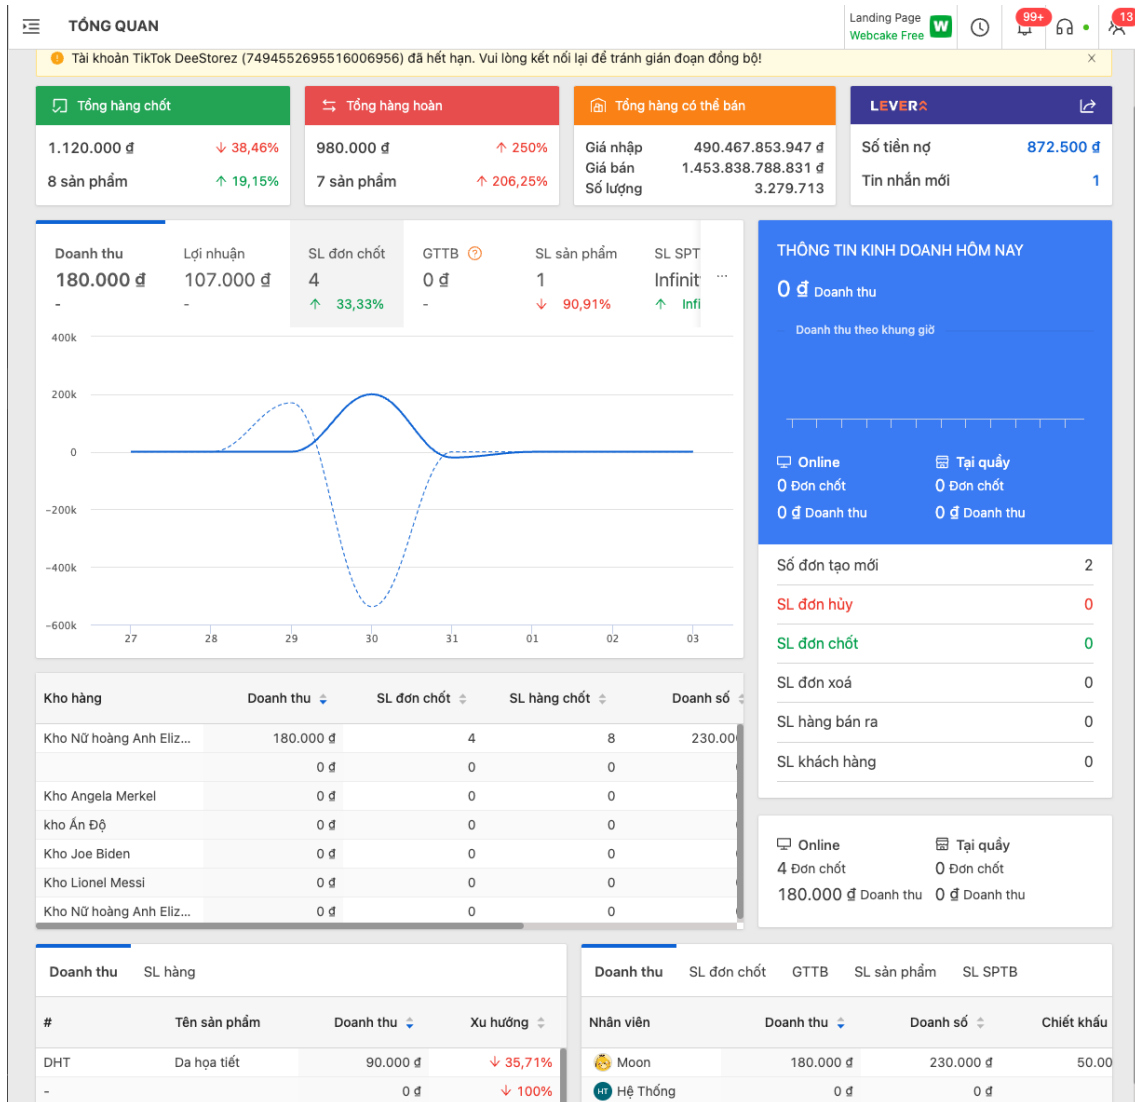 TỔNG QUAN
Landing Page
Webcake Free
W
99+
13
Tài khoản TikTok DeeStorez (7494552695516006956) đã hết hạn. Vui lòng kết nối lại để tránh gián đoạn đồng bộ!
Tổng hàng chốt
1.120.000 ₫ 38,46%
8 sản phẩm 19,15%
Tổng hàng hoàn
980.000 ₫ 250%
7 sản phẩm 206,25%
Tổng hàng có thể bán
Giá nhập 490.467.853.947 ₫
Giá bán 1.453.838.788.831 ₫
Số lượng 3.279.713
LEVER
Số tiền nợ 872.500 ₫
Tin nhắn mới 1
Doanh thu Lợi nhuận SL đơn chốt GTTB SL sản phẩm SL SPT
180.000 ₫ 107.000 ₫ 4 0 ₫ 1 Infinit ...
- - 33,33% - 90,91% Infi
400k
200k
0
-200k
-400k
-600k
27 28 29 30 31 01 02 03
THÔNG TIN KINH DOANH HÔM NAY
0 ₫ Doanh thu
Doanh thu theo khung giờ
Online Tại quầy
0 Đơn chốt 0 Đơn chốt
0 ₫ Doanh thu 0 ₫ Doanh thu
Số đơn tạo mới 2
SL đơn hủy 0
SL đơn chốt 0
SL đơn xoá 0
SL hàng bán ra 0
SL khách hàng 0
Kho hàng Doanh thu SL đơn chốt SL hàng chốt Doanh số
Kho Nữ hoàng Anh Eliz... 180.000 ₫ 4 8 230.00
0 ₫ 0 0
Kho Angela Merkel 0 ₫ 0 0
kho Ấn Độ 0 ₫ 0 0
Kho Joe Biden 0 ₫ 0 0
Kho Lionel Messi 0 ₫ 0 0
Kho Nữ hoàng Anh Eliz... 0 ₫ 0 0
Online Tại quầy
4 Đơn chốt 0 Đơn chốt
180.000 ₫ Doanh thu 0 ₫ Doanh thu
Doanh thu SL hàng
# Tên sản phẩm Doanh thu Xu hướng
DHT Da họa tiết 90.000 ₫ 35,71%
- 0 ₫ 100%
Doanh thu SL đơn chốt GTTB SL sản phẩm SL SPTB
Nhân viên Doanh thu Doanh số Chiết khấu
Moon 180.000 ₫ 230.000 ₫ 50.00
HT Hệ Thống 0 ₫ 0 ₫